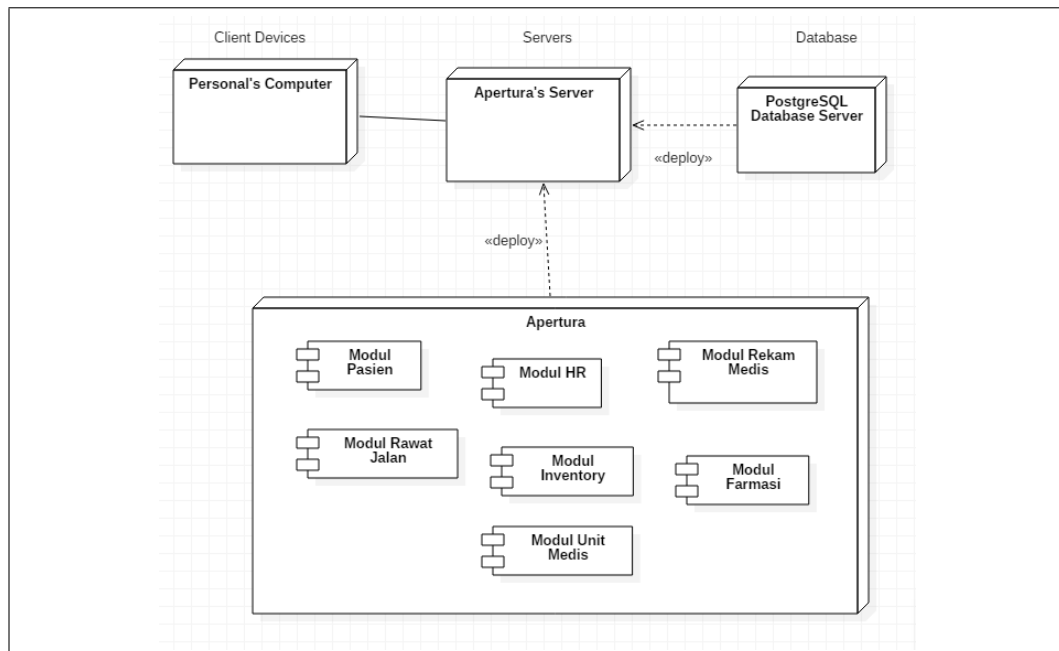 Client Devices
Servers
Database
Personal's Computer
Apertura's Server
PostgreSQL
Database Server
«deploy»
«deploy»
Apertura
Modul
Pasien
Modul HR
Modul Rekam
Medis
Modul Rawat
Jalan
Modul
Inventory
Modul
Farmasi
Modul Unit
Medis